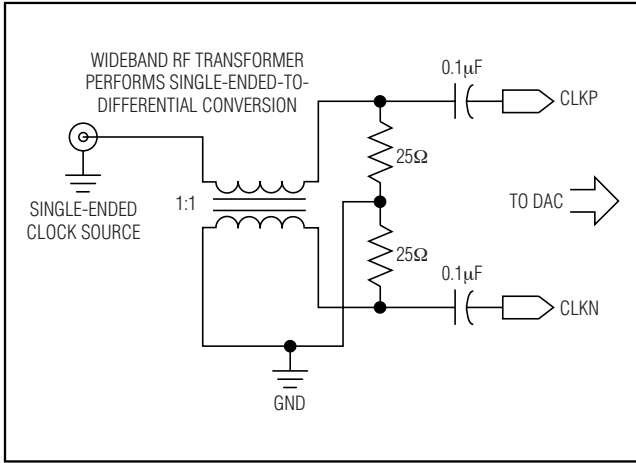 WIDEBAND RF TRANSFORMER
PERFORMS SINGLE-ENDED-TO-
DIFFERENTIAL CONVERSION
0.1μF
CLKP
25Ω
SINGLE-ENDED
CLOCK SOURCE
1:1
TO DAC
25Ω
0.1μF
CLKN
GND